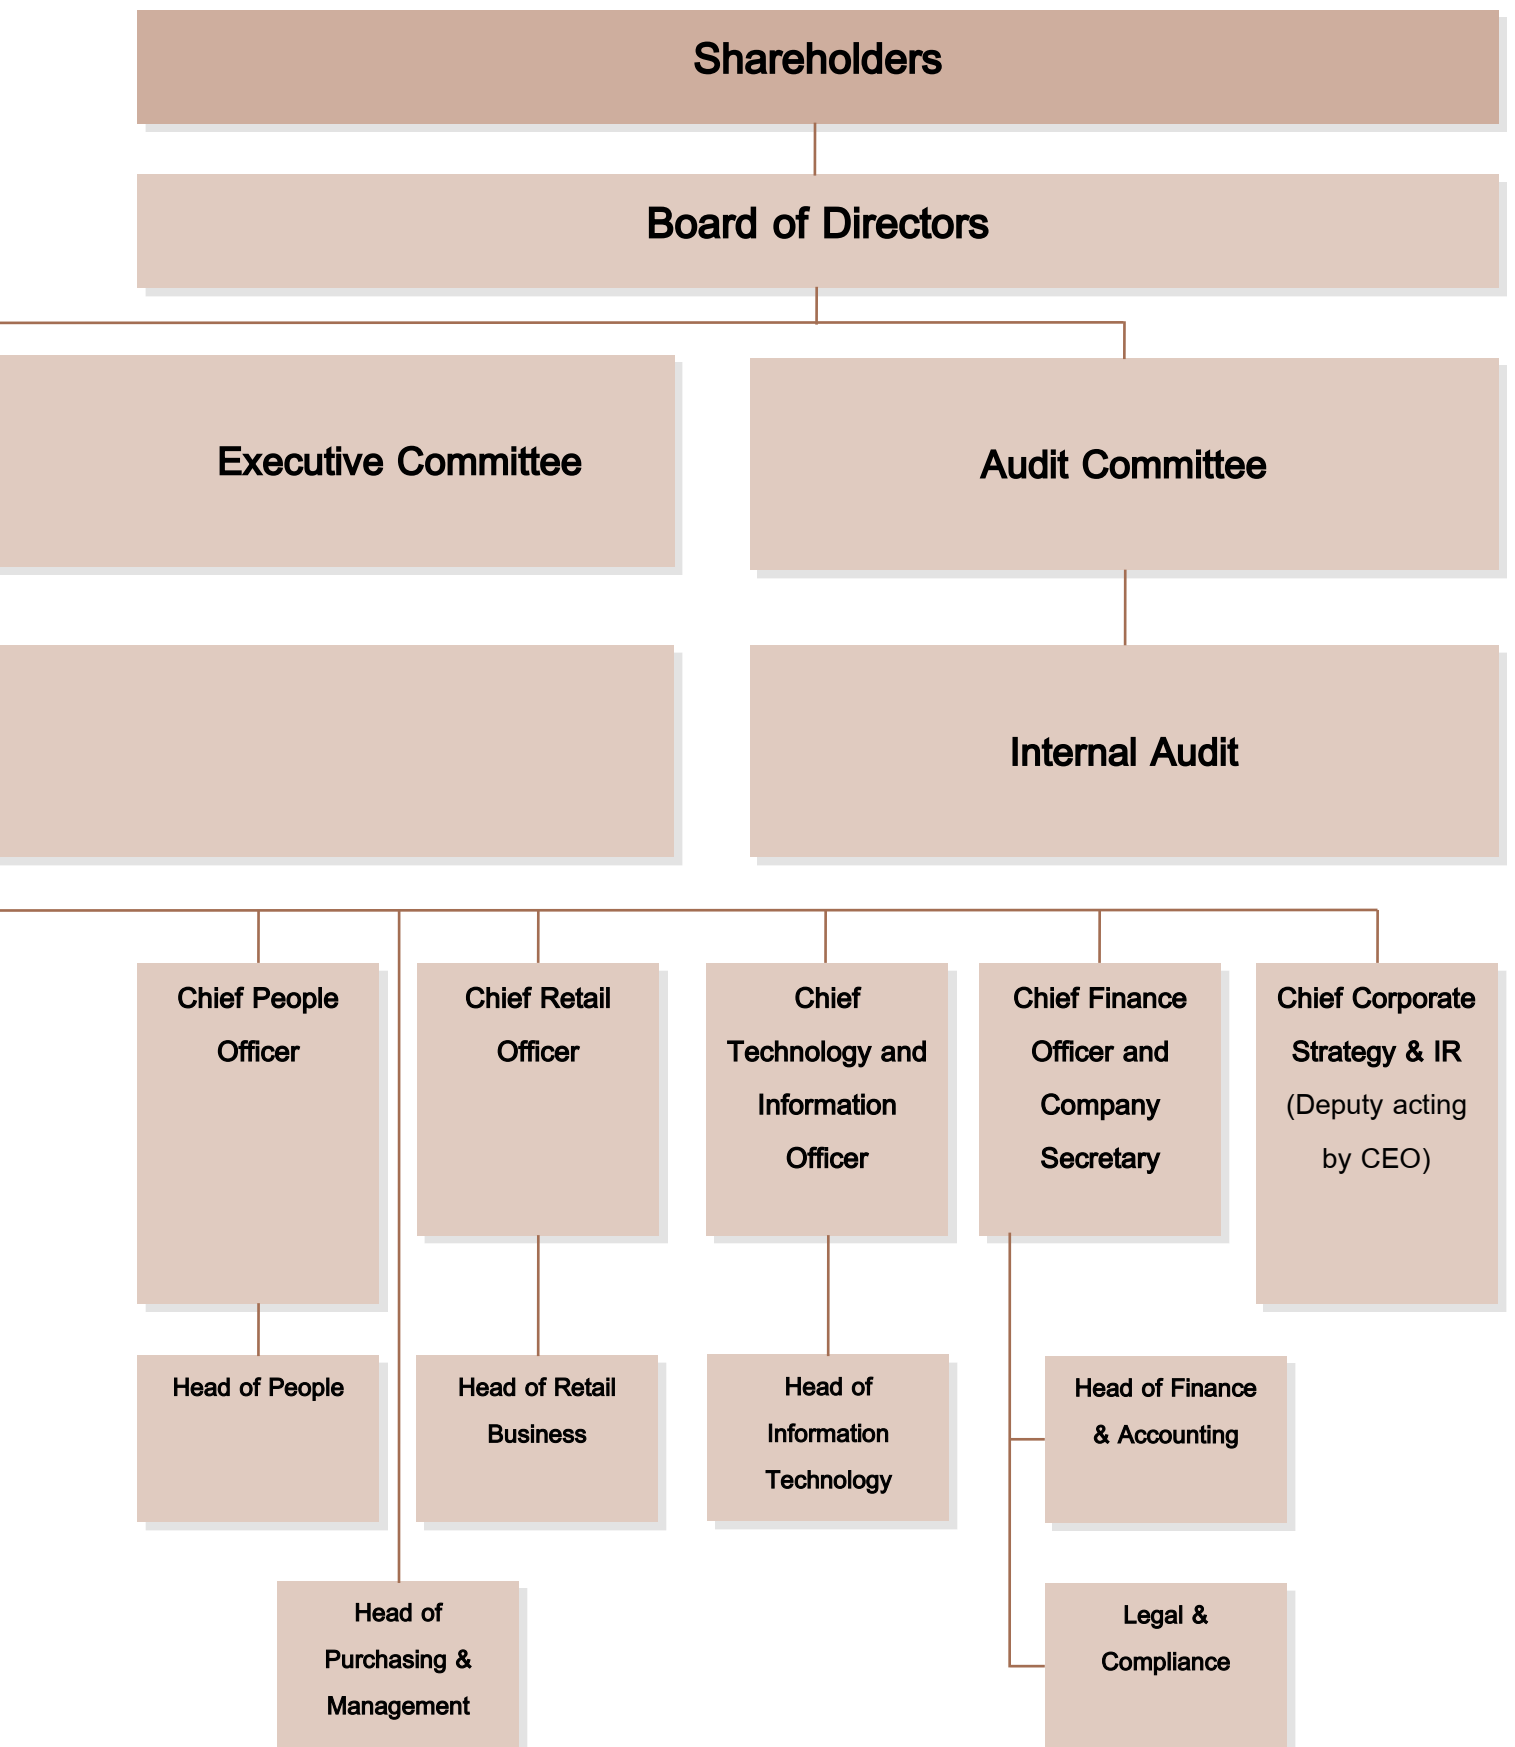 Shareholders
Board of Directors
Executive Committee
Audit Committee
Internal Audit
Chief People
Officer
Chief Retail
Officer
Chief
Technology and
Information
Officer
Chief Finance
Officer and
Company
Secretary
Chief Corporate
Strategy & IR
(Deputy acting
by CEO)
Head of People
Head of Retail
Business
Head of
Information
Technology
Head of Finance
& Accounting
Head of
Purchasing &
Management
Legal &
Compliance